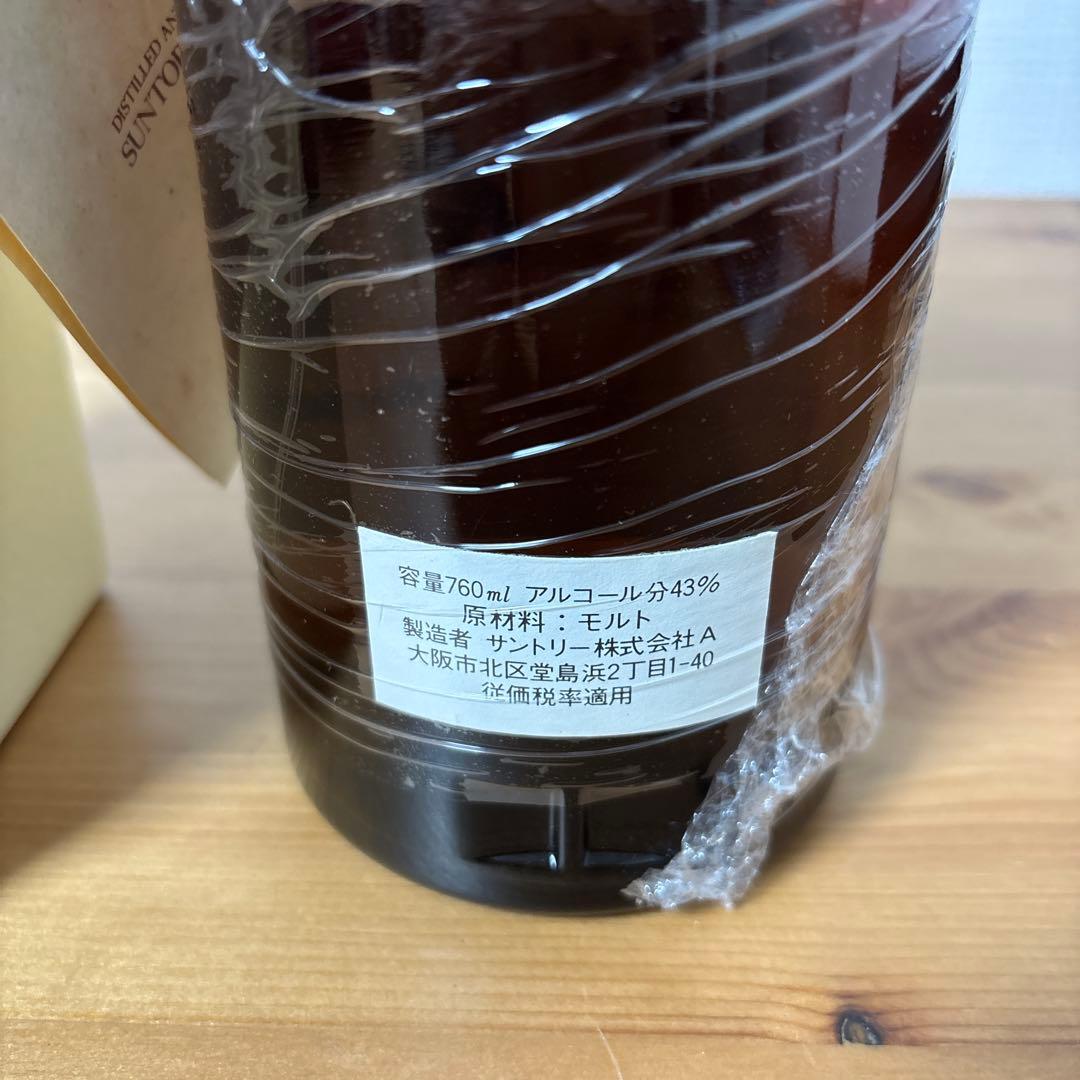 DISTILLED AN
SUNTOR
容量760ml アルコール分43%
原材料：モルト
製造者 サントリー株式会社A
大阪市北区堂島浜2丁目1-40
従価税率適用